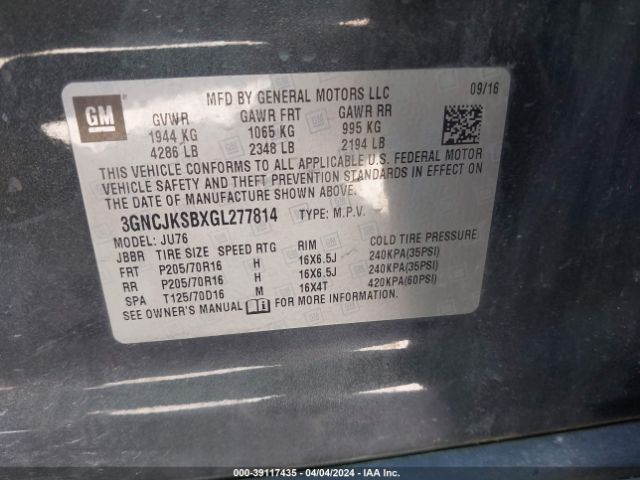 GM
MFD BY GENERAL MOTORS LLC
09/16
GVWR GAWR FRT GAWR RR
1944 KG 1065 KG 995 KG
4286 LB 2348 LB 2194 LB
THIS VEHICLE CONFORMS TO ALL APPLICABLE U.S. FEDERAL MOTOR
VEHICLE SAFETY AND THEFT PREVENTION STANDARDS IN EFFECT ON
THE DATE OF MANUFACTURE SHOWN ABOVE.
3GNCJKSBXGL277814 TYPE: M.P.V.
MODEL: JU76
JBBR TIRE SIZE SPEED RTG RIM COLD TIRE PRESSURE
FRT P205/70R16 H 16X6.5J 240KPA(35PSI)
RR P205/70R16 H 16X6.5J 240KPA(35PSI)
SPA T125/70D16 M 16X4T 420KPA(60PSI)
SEE OWNER'S MANUAL FOR MORE INFORMATION.
000-39117435 - 04/04/2024 - IAA Inc.